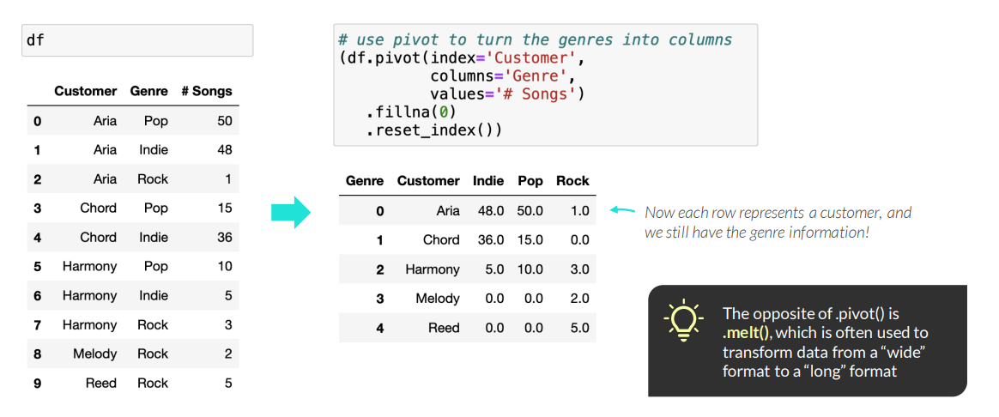 df
Customer Genre # Songs
0 Aria Pop 50
1 Aria Indie 48
2 Aria Rock 1
3 Chord Pop 15
4 Chord Indie 36
5 Harmony Pop 10
6 Harmony Indie 5
7 Harmony Rock 3
8 Melody Rock 2
9 Reed Rock 5
# use pivot to turn the genres into columns
(df.pivot(index='Customer',
          columns='Genre',
          values='# Songs')
   .fillna(0)
   .reset_index())
Genre Customer Indie Pop Rock
0 Aria 48.0 50.0 1.0
1 Chord 36.0 15.0 0.0
2 Harmony 5.0 10.0 3.0
3 Melody 0.0 0.0 2.0
4 Reed 0.0 0.0 5.0
Now each row represents a customer, and
we still have the genre information!
The opposite of .pivot() is
.melt(), which is often used to
transform data from a “wide”
format to a “long” format